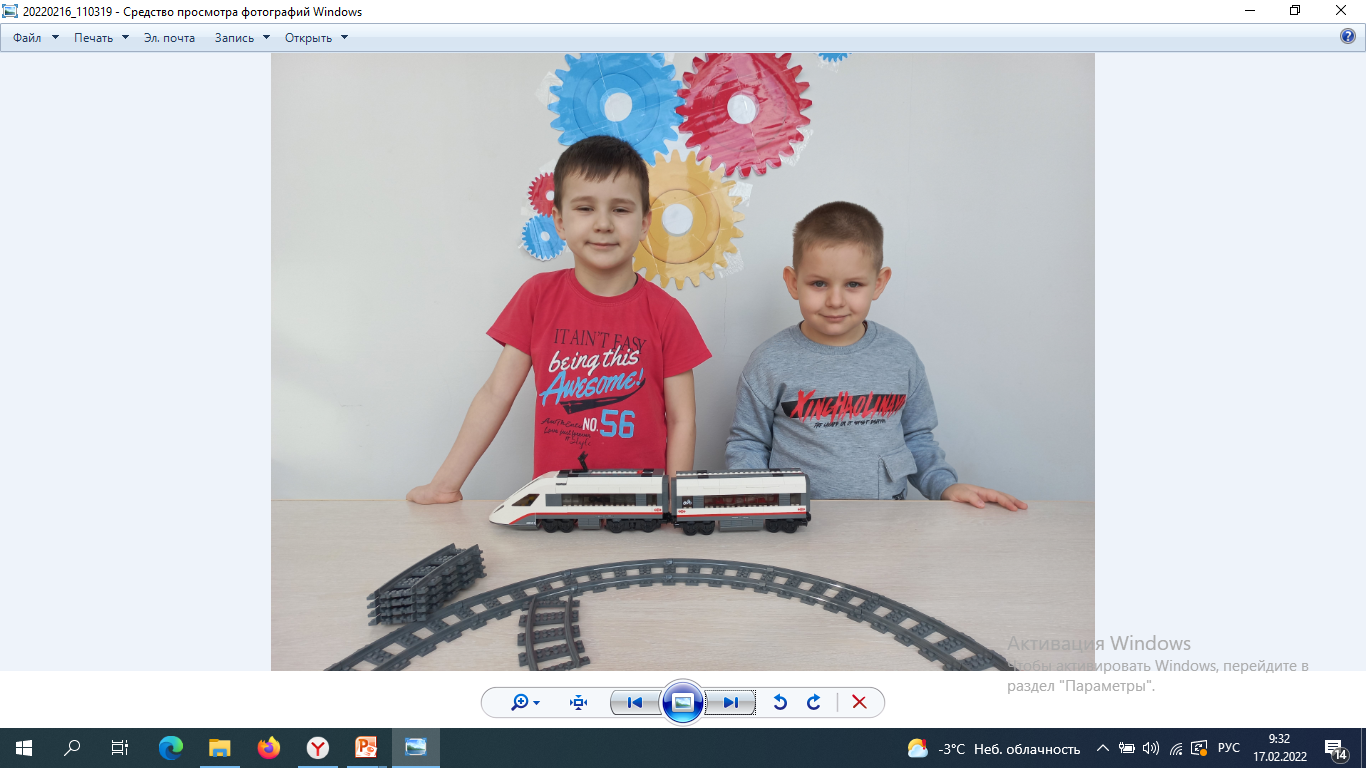 20220216_110319 - Средство просмотра фотографий Windows
Файл Печать Эл. почта Запись Открыть
IT AIN'T EASY
being this
AWESOME!
NO. 56
XINGHAOLINAWO
Активация Windows
Чтобы активировать Windows, перейдите в
раздел "Параметры".
-3°C Неб. облачность
РУС
9:32
17.02.2022
14